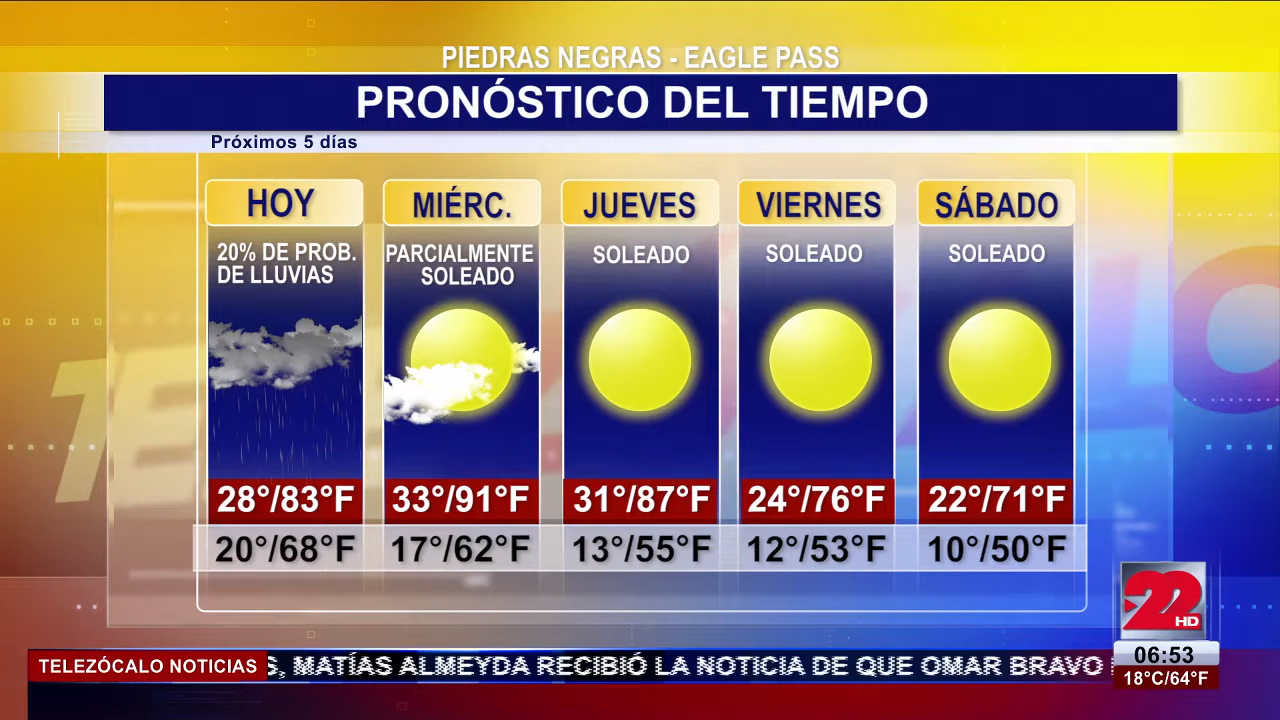 PIEDRAS NEGRAS - EAGLE PASS
PRONÓSTICO DEL TIEMPO
Próximos 5 días
HOY
20% DE PROB.
DE LLUVIAS
28°/83°F
20°/68°F
MIÉRC.
PARCIALMENTE
SOLEADO
33°/91°F
17°/62°F
JUEVES
SOLEADO
31°/87°F
13°/55°F
VIERNES
SOLEADO
24°/76°F
12°/53°F
SÁBADO
SOLEADO
22°/71°F
10°/50°F
22
HD
06:53
18°C/64°F
TELEZÓCALO NOTICIAS
S, MATÍAS ALMEYDA RECIBIÓ LA NOTICIA DE QUE OMAR BRAVO